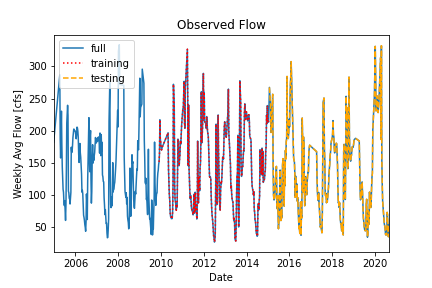 Observed Flow
full
training
testing
Weekly Avg Flow [cfs]
300
250
200
150
100
50
2006 2008 2010 2012 2014 2016 2018 2020
Date